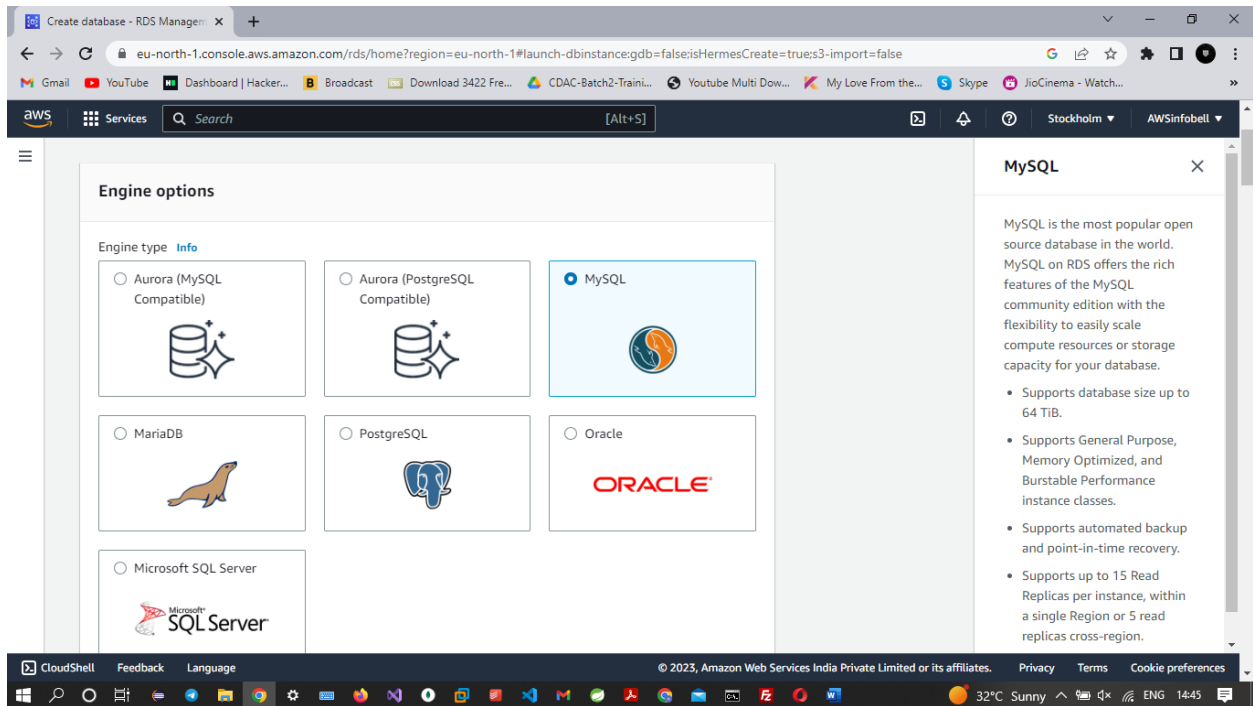 Create database - RDS Managem
eu-north-1.console.aws.amazon.com/rds/home?region=eu-north-1#launch-dbinstance:gdb=false;isHermesCreate=true;s3-import=false
Gmail YouTube Dashboard | Hacker... Broadcast Download 3422 Fre... CDAC-Batch2-Traini... Youtube Multi Dow... My Love From the... Skype JioCinema - Watch... »
aws Services Search [Alt+S] Stockholm AWSinfobell
Engine options
Engine type Info
Aurora (MySQL
Compatible)
Aurora (PostgreSQL
Compatible)
MySQL
MariaDB
PostgreSQL
Oracle
ORACLE
Microsoft SQL Server
Microsoft
SQL Server
MySQL
MySQL is the most popular open
source database in the world.
MySQL on RDS offers the rich
features of the MySQL
community edition with the
flexibility to easily scale
compute resources or storage
capacity for your database.
• Supports database size up to
64 TiB.
• Supports General Purpose,
Memory Optimized, and
Burstable Performance
instance classes.
• Supports automated backup
and point-in-time recovery.
• Supports up to 15 Read
Replicas per instance, within
a single Region or 5 read
replicas cross-region.
CloudShell Feedback Language © 2023, Amazon Web Services India Private Limited or its affiliates. Privacy Terms Cookie preferences
32°C Sunny ENG 14:45